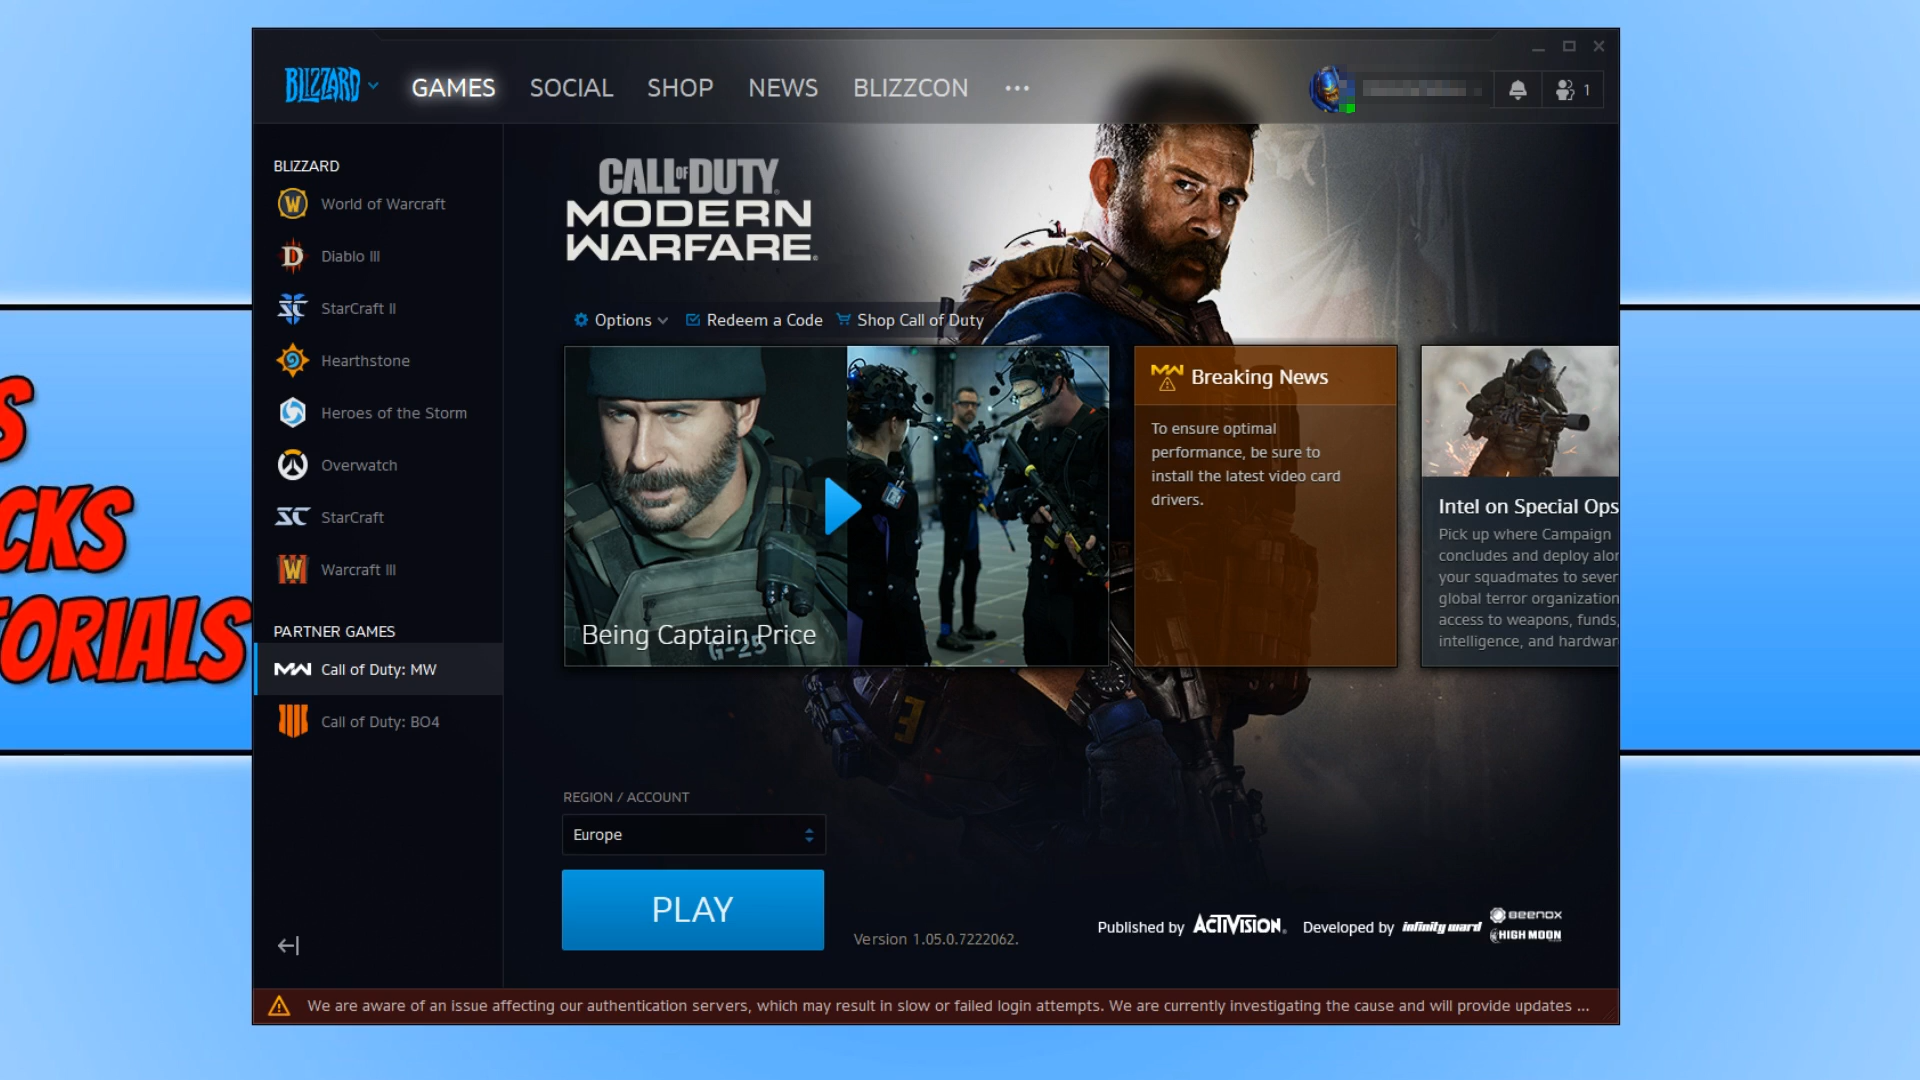 BLIZZARD
GAMES
SOCIAL
SHOP
NEWS
BLIZZCON
1
BLIZZARD
World of Warcraft
Diablo III
StarCraft II
Hearthstone
Heroes of the Storm
Overwatch
StarCraft
Warcraft III
PARTNER GAMES
Call of Duty: MW
Call of Duty: BO4
CALL OF DUTY
MODERN
WARFARE
Options
Redeem a Code
Shop Call of Duty
Being Captain Price
G-25
Breaking News
To ensure optimal
performance, be sure to
install the latest video card
drivers.
Intel on Special Ops
Pick up where Campaign
concludes and deploy
your squadmates to
global terror
access to weapons, funds,
intelligence, and
REGION / ACCOUNT
Europe
PLAY
Version 1.05.0.7222062.
Published by ACTIVISION. Developed by infinity ward
BEENOX
HIGH MOON
We are aware of an issue affecting our authentication servers, which may result in slow or failed login attempts. We are currently investigating the cause and will provide updates ...